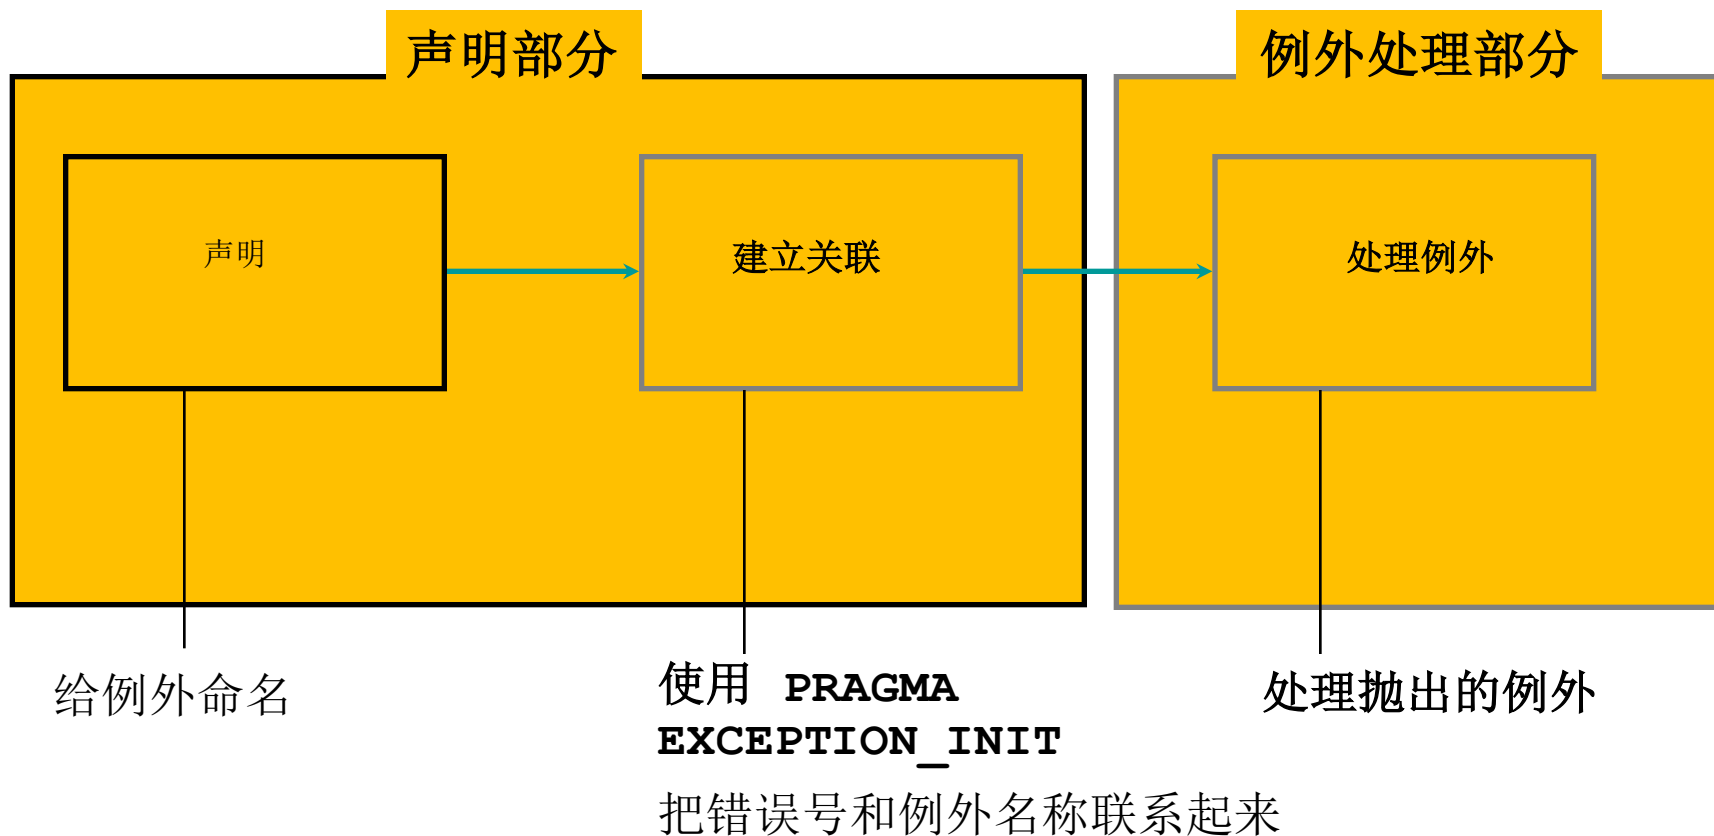 声明部分
例外处理部分
声明
建立关联
处理例外
给例外命名
使用 PRAGMA
EXCEPTION_INIT
把错误号和例外名称联系起来
处理抛出的例外